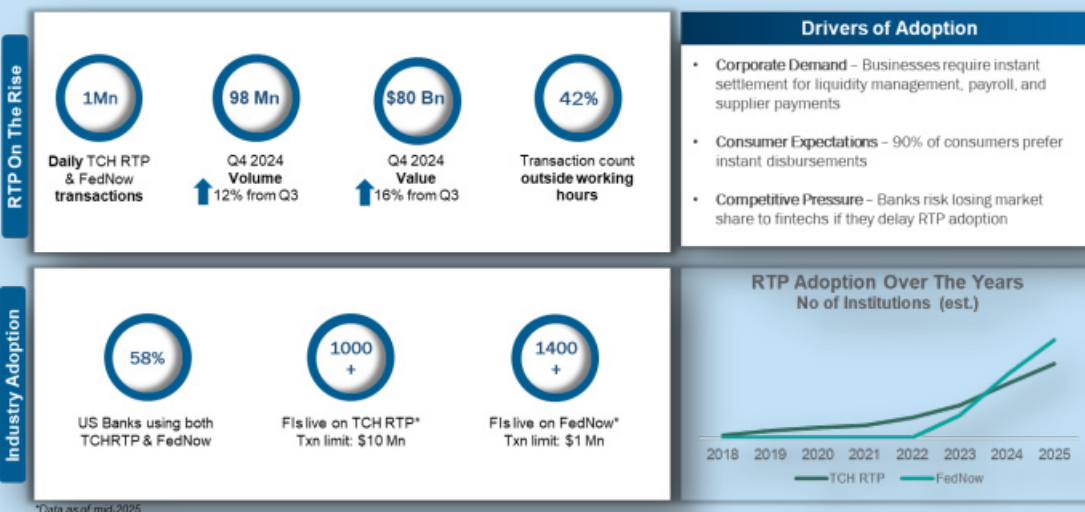 RTP On The Rise
1Mn
Daily TCH RTP
& FedNow
transactions
98 Mn
Q4 2024
Volume
12% from Q3
$80 Bn
Q4 2024
Value
16% from Q3
42%
Transaction count
outside working
hours
Drivers of Adoption
• Corporate Demand – Businesses require instant
settlement for liquidity management, payroll, and
supplier payments
• Consumer Expectations – 90% of consumers prefer
instant disbursements
• Competitive Pressure – Banks risk losing market
share to fintechs if they delay RTP adoption
Industry Adoption
58%
US Banks using both
TCHRTP & FedNow
1000
+
FIs live on TCH RTP*
Txn limit: $10 Mn
1400
+
FIs live on FedNow*
Txn limit: $1 Mn
RTP Adoption Over The Years
No of Institutions (est.)
2018 2019 2020 2021 2022 2023 2024 2025
TCH RTP FedNow
*Data as of mid-2025